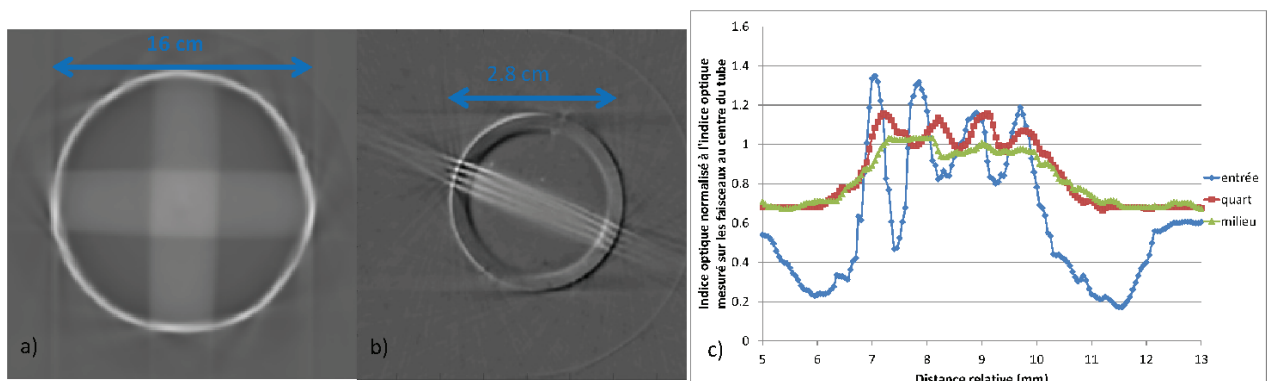 16 cm
a)
2.8 cm
b)
Indice optique normalisé à l'indice optique
mesuré sur les faisceaux au centre du tube
1.6
1.4
1.2
1
0.8
0.6
0.4
0.2
0
5 6 7 8 9 10 11 12 13
Distance relative (mm)
entrée
quart
milieu
c)